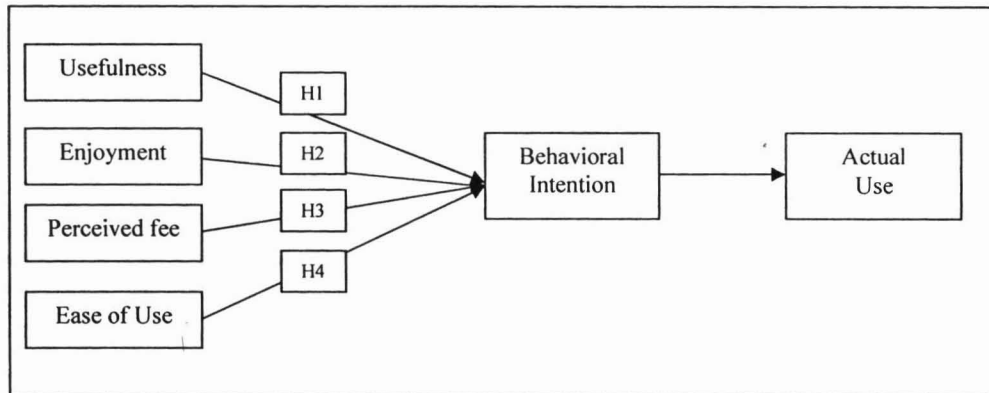 Usefulness
H1
Enjoyment
H2
Perceived fee
H3
Ease of Use
H4
Behavioral
Intention
Actual
Use